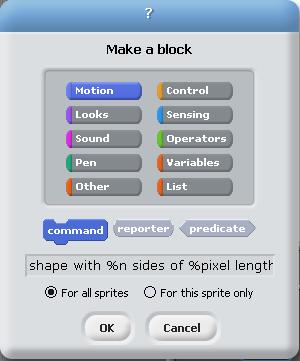 ?
Make a block
Motion Control
Looks Sensing
Sound Operators
Pen Variables
Other List
command reporter predicate
shape with %n sides of %pixel length
For all sprites For this sprite only
OK Cancel